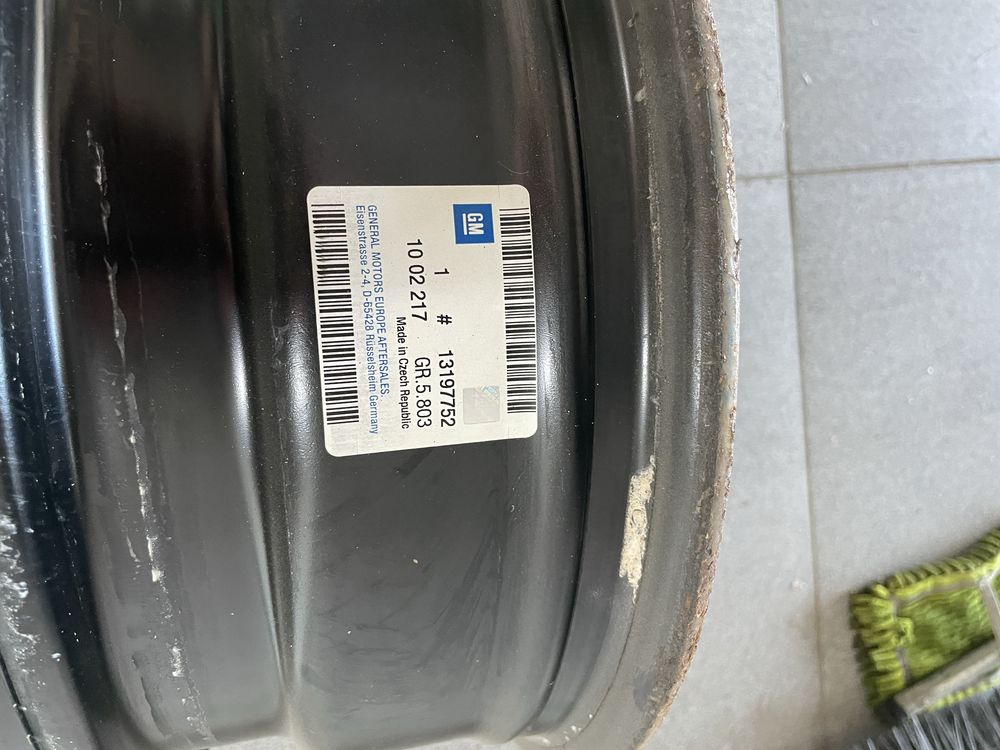 GM
1 # 13197752
10 02 217 GR.5.803
Made in Czech Republic
GENERAL MOTORS EUROPE AFTERSALES.
Eisenstrasse 2-4, D-65428 Rüsselsheim Germany